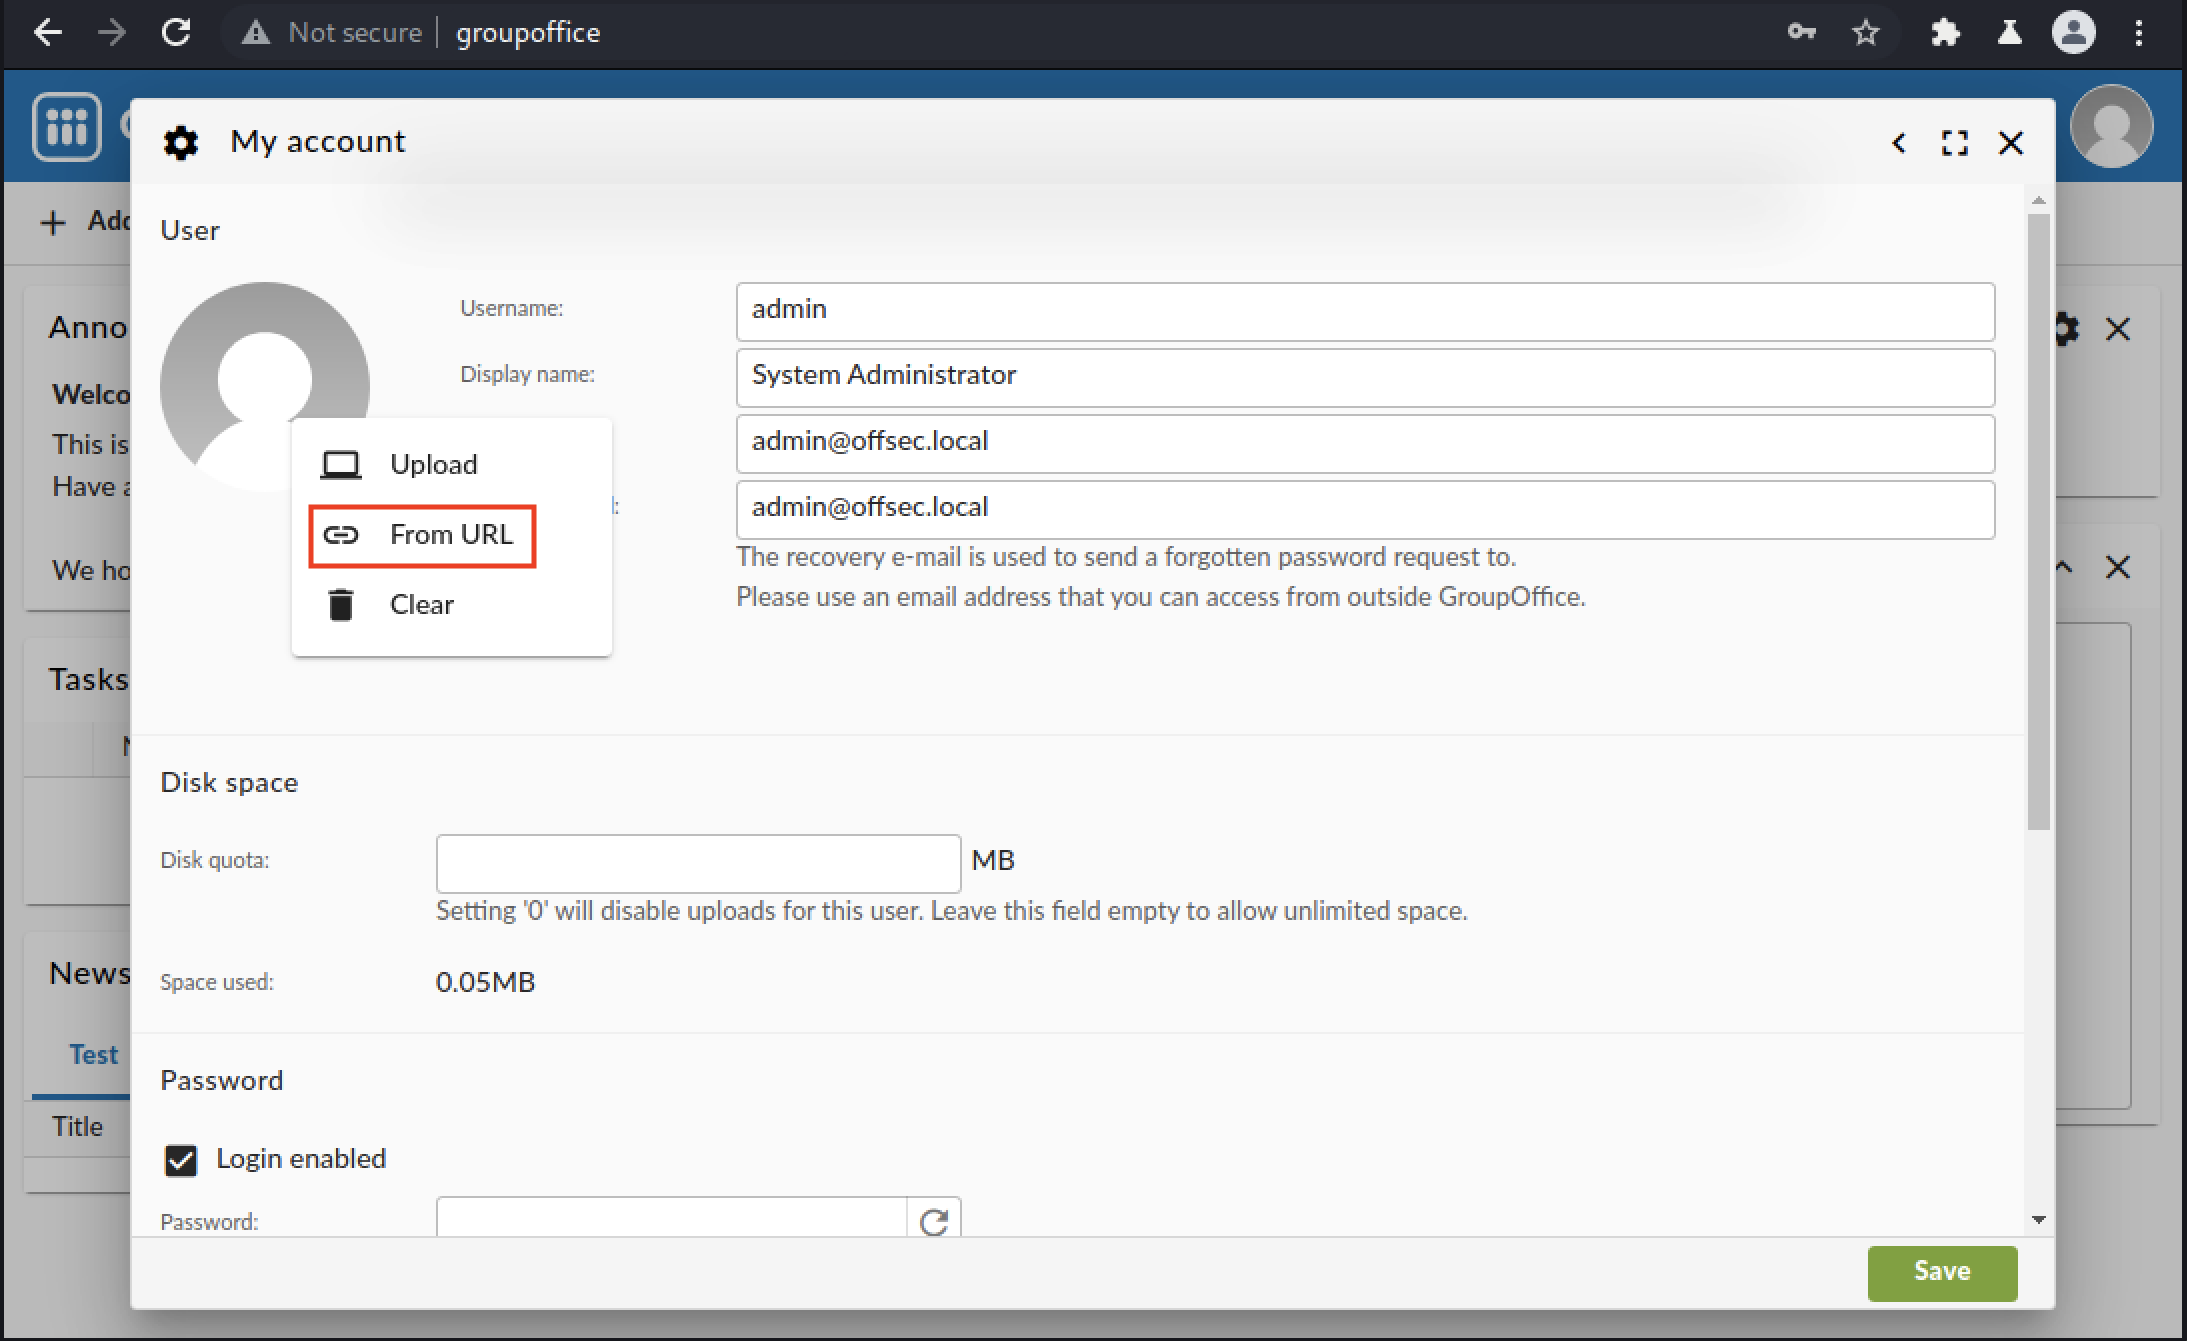 Not secure | groupoffice
My account
Add
User
Username: admin
Anno
Display name: System Administrator
Welco
admin@offsec.local
This is
Upload
Have a
admin@offsec.local
From URL
The recovery e-mail is used to send a forgotten password request to.
We ho
Please use an email address that you can access from outside GroupOffice.
Clear
Tasks
Disk space
Disk quota: MB
Setting '0' will disable uploads for this user. Leave this field empty to allow unlimited space.
News
Space used: 0.05MB
Test
Password
Title
Login enabled
Password:
Save